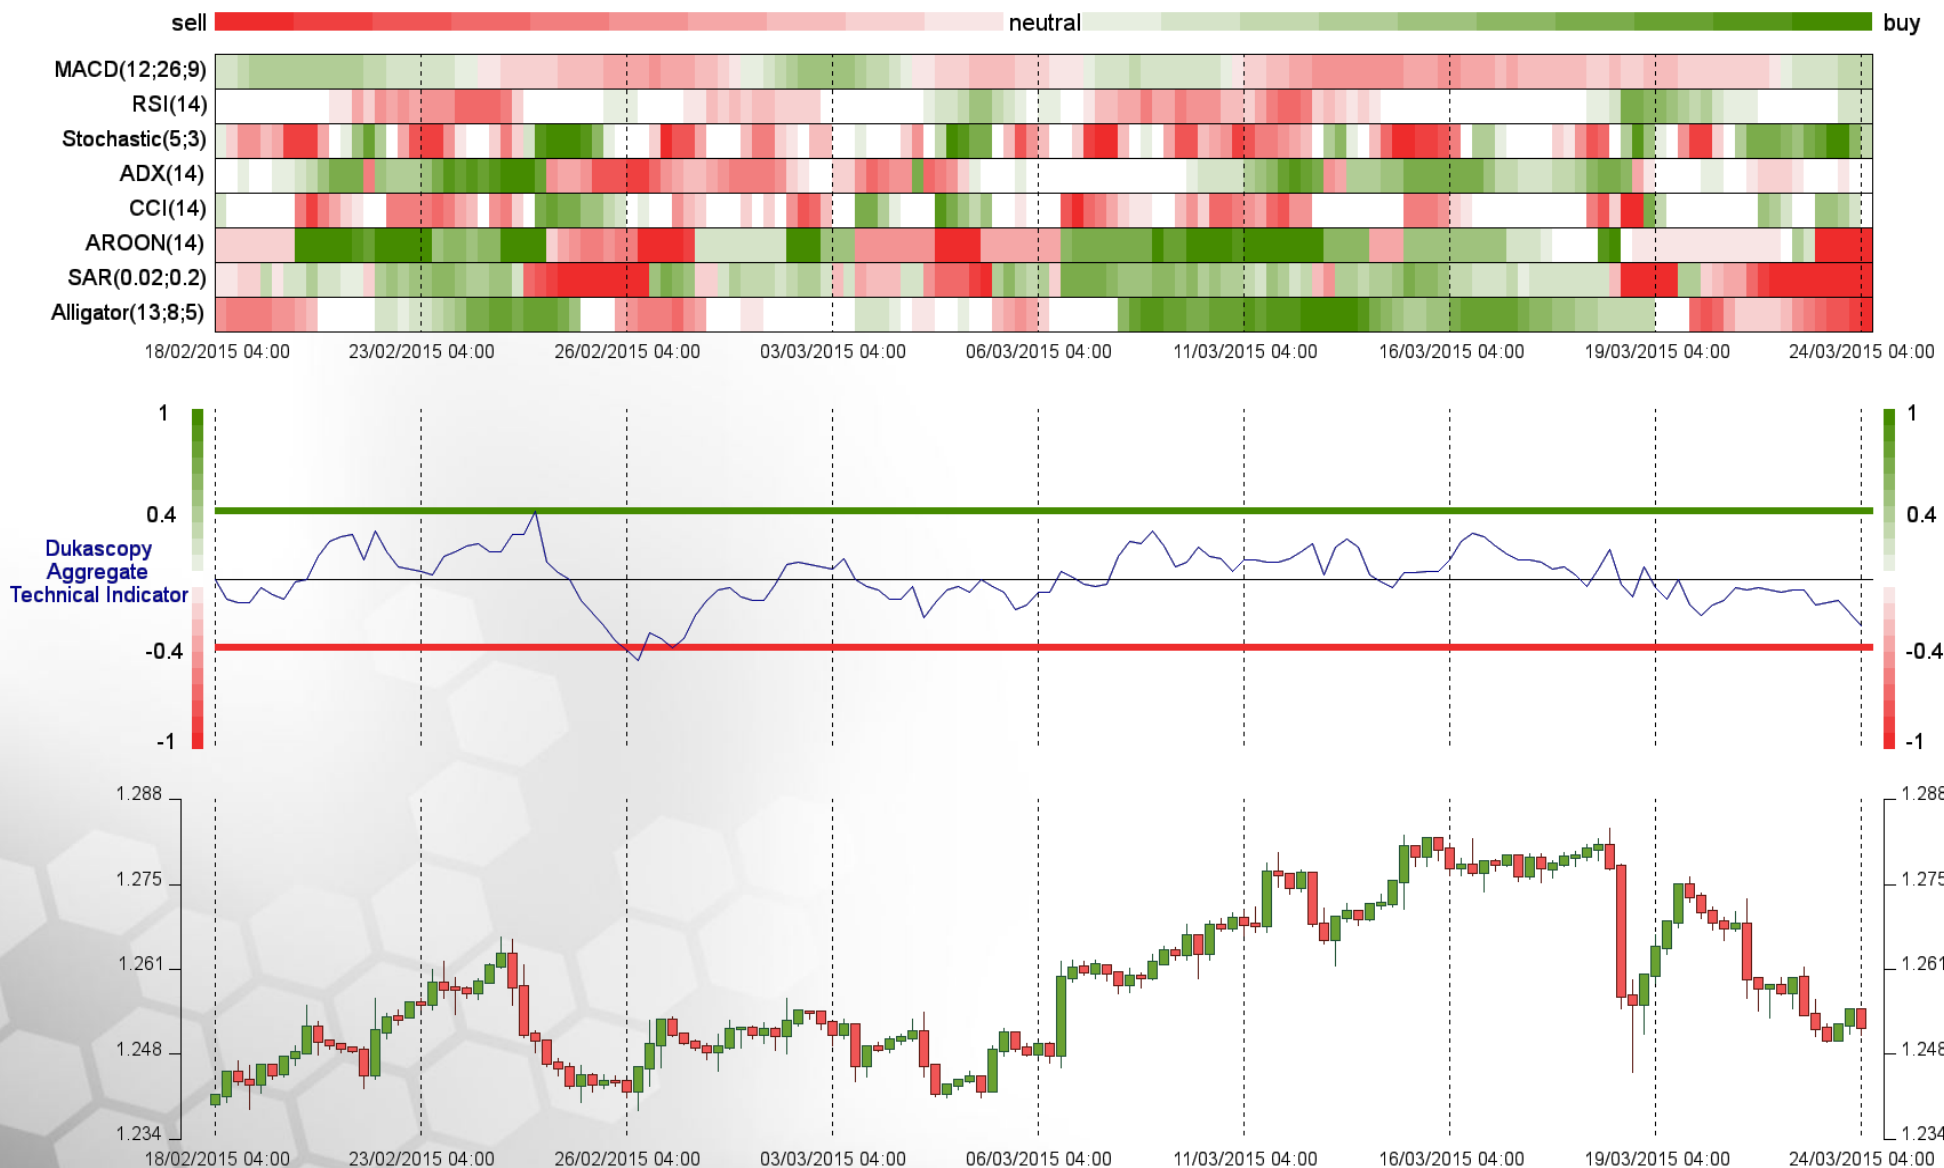 sell neutral buy
MACD(12;26;9)
RSI(14)
Stochastic(5;3)
ADX(14)
CCI(14)
AROON(14)
SAR(0.02;0.2)
Alligator(13;8;5)
18/02/2015 04:00 23/02/2015 04:00 26/02/2015 04:00 03/03/2015 04:00 06/03/2015 04:00 11/03/2015 04:00 16/03/2015 04:00 19/03/2015 04:00 24/03/2015 04:00
1 1
0.4 0.4
Dukascopy
Aggregate
Technical Indicator
-0.4 -0.4
-1 -1
1.288 1.288
1.275 1.275
1.261 1.261
1.248 1.248
1.234 1.234
18/02/2015 04:00 23/02/2015 04:00 26/02/2015 04:00 03/03/2015 04:00 06/03/2015 04:00 11/03/2015 04:00 16/03/2015 04:00 19/03/2015 04:00 24/03/2015 04:00